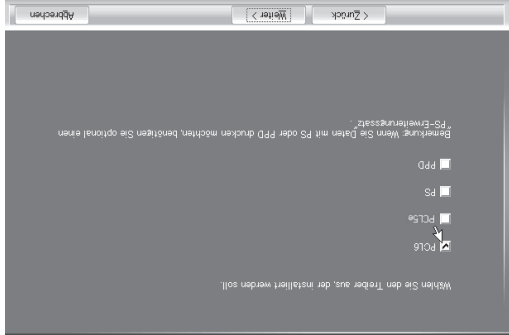 Wählen Sie den Treiber aus, der installiert werden soll.
PCL6
PCL5e
PS
PPD
Bemerkung: Wenn Sie Daten mit PS oder PPD drucken möchten, benötigen Sie optional einen
"PS-Erweiterungssatz".
< Zurück
Weiter >
Abbrechen